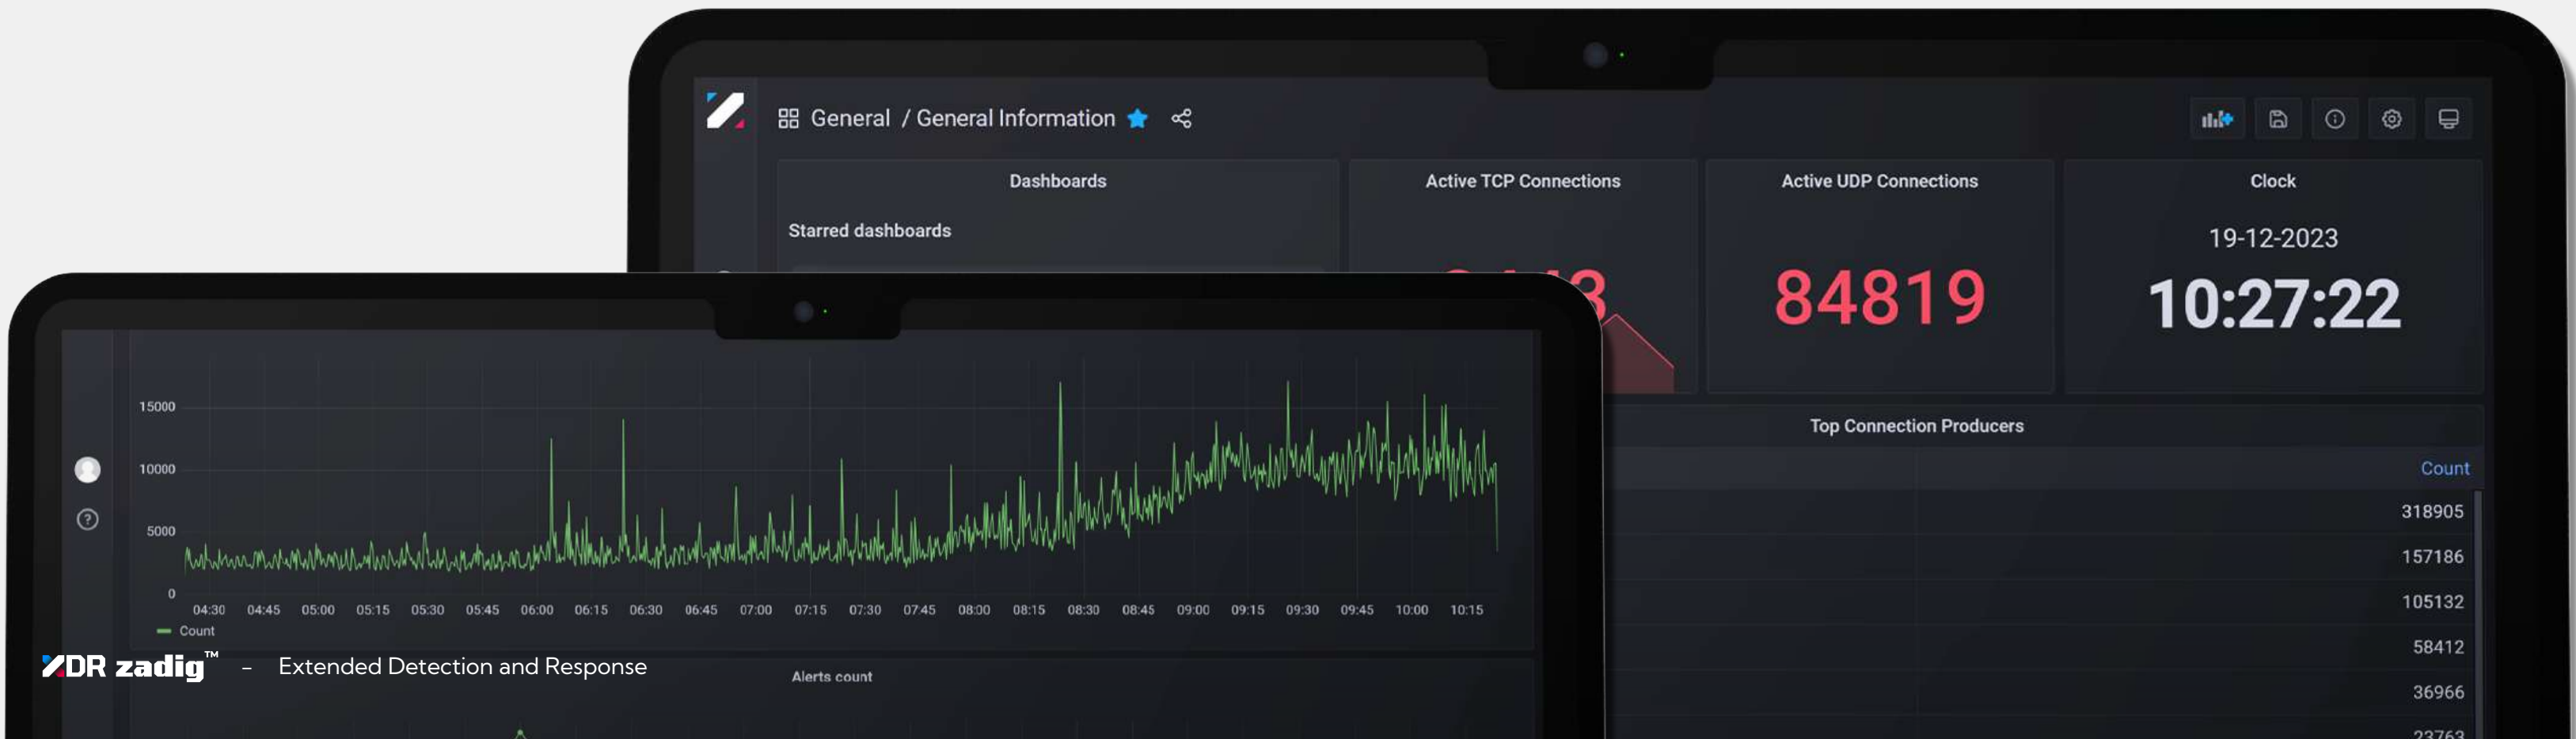 General / General Information
Dashboards
Starred dashboards
Active TCP Connections
Active UDP Connections
84819
Clock
19-12-2023
10:27:22
Top Connection Producers
Count
318905
157186
105132
58412
36966
23763
15000
10000
5000
0
04:30 04:45 05:00 05:15 05:30 05:45 06:00 06:15 06:30 06:45 07:00 07:15 07:30 07:45 08:00 08:15 08:30 08:45 09:00 09:15 09:30 09:45 10:00 10:15
Count
XDR zadig™ - Extended Detection and Response
Alerts count